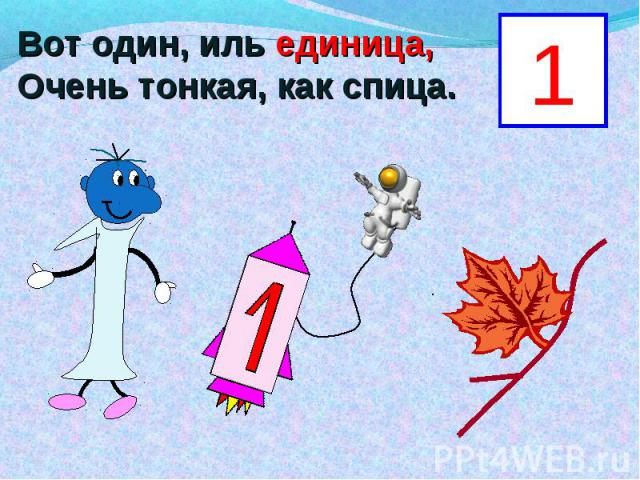 Вот один, иль единица,
1
Очень тонкая, как спица.
1
PPt4WEB.ru